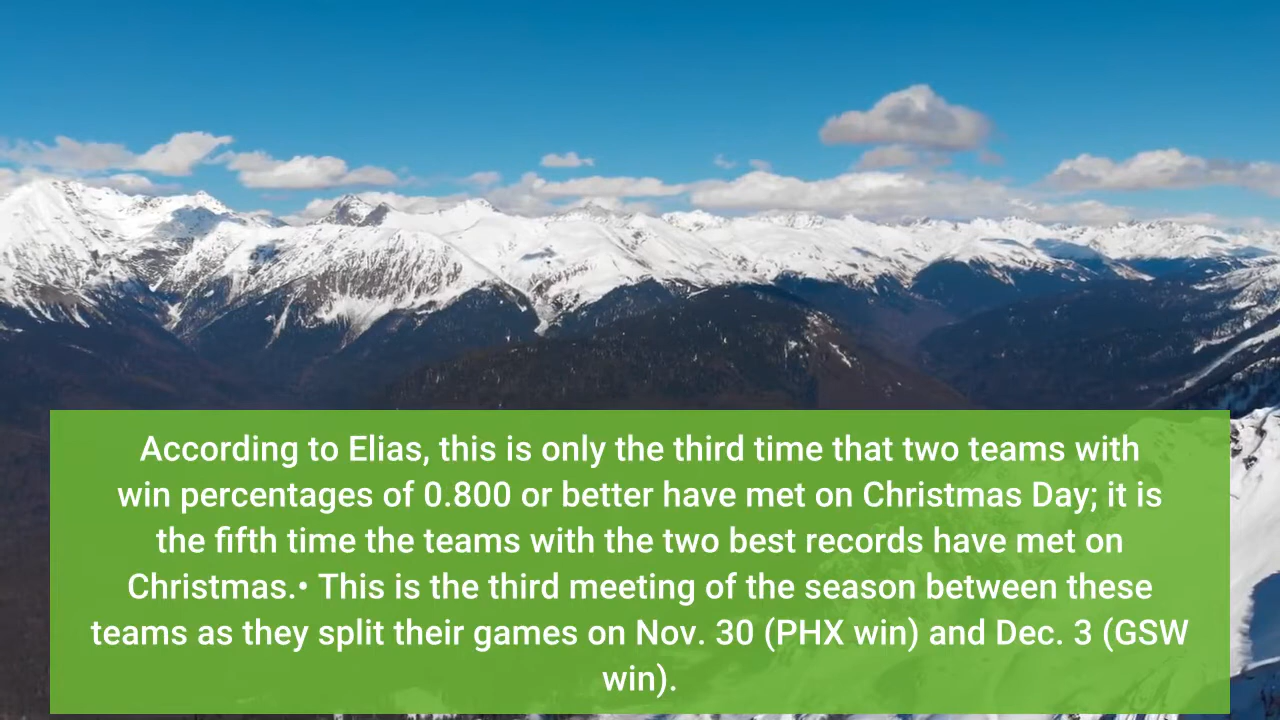 According to Elias, this is only the third time that two teams with
win percentages of 0.800 or better have met on Christmas Day; it is
the fifth time the teams with the two best records have met on
Christmas.• This is the third meeting of the season between these
teams as they split their games on Nov. 30 (PHX win) and Dec. 3 (GSW
win).